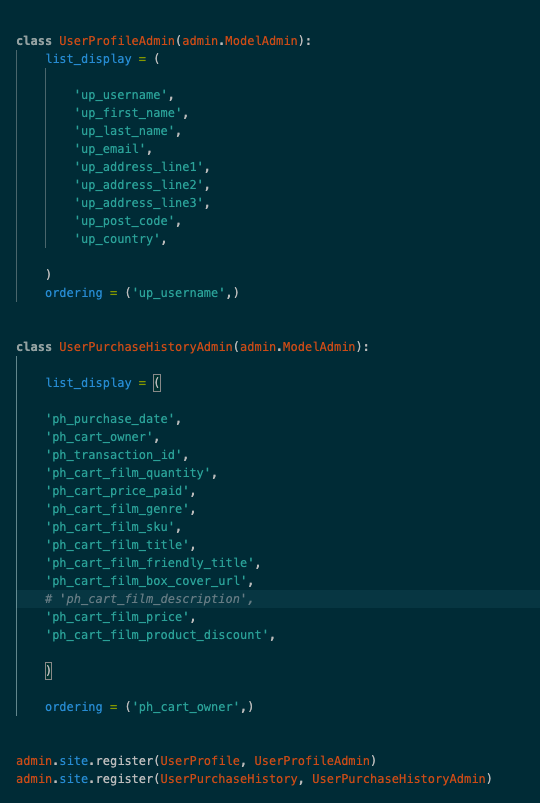 class UserProfileAdmin(admin.ModelAdmin):
    list_display = (
        'up_username',
        'up_first_name',
        'up_last_name',
        'up_email',
        'up_address_line1',
        'up_address_line2',
        'up_address_line3',
        'up_post_code',
        'up_country',
    )
    ordering = ('up_username',)
class UserPurchaseHistoryAdmin(admin.ModelAdmin):
    list_display = (
    'ph_purchase_date',
    'ph_cart_owner',
    'ph_transaction_id',
    'ph_cart_film_quantity',
    'ph_cart_price_paid',
    'ph_cart_film_genre',
    'ph_cart_film_sku',
    'ph_cart_film_title',
    'ph_cart_film_friendly_title',
    'ph_cart_film_box_cover_url',
    # 'ph_cart_film_description',
    'ph_cart_film_price',
    'ph_cart_film_product_discount',
    )
    ordering = ('ph_cart_owner',)
admin.site.register(UserProfile, UserProfileAdmin)
admin.site.register(UserPurchaseHistory, UserPurchaseHistoryAdmin)